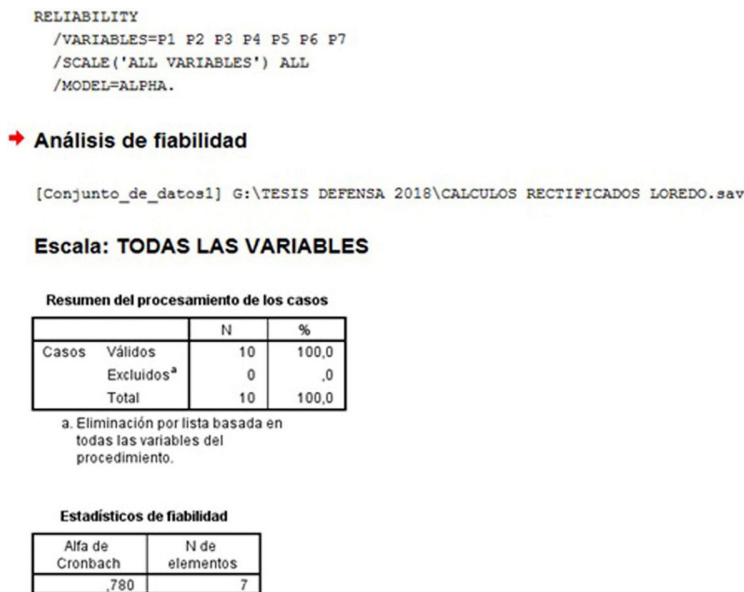 RELIABILITY
/VARIABLES=P1 P2 P3 P4 P5 P6 P7
/SCALE('ALL VARIABLES') ALL
/MODEL=ALPHA.
Análisis de fiabilidad
[Conjunto_de_datos1] G:\TESIS DEFENSA 2018\CALCULOS RECTIFICADOS LOREDO.sav
Escala: TODAS LAS VARIABLES
Resumen del procesamiento de los casos
N %
Casos Válidos 10 100,0
Excluidosª 0 ,0
Total 10 100,0
a. Eliminación por lista basada en
todas las variables del
procedimiento.
Estadísticos de fiabilidad
Alfa de N de
Cronbach elementos
,780 7